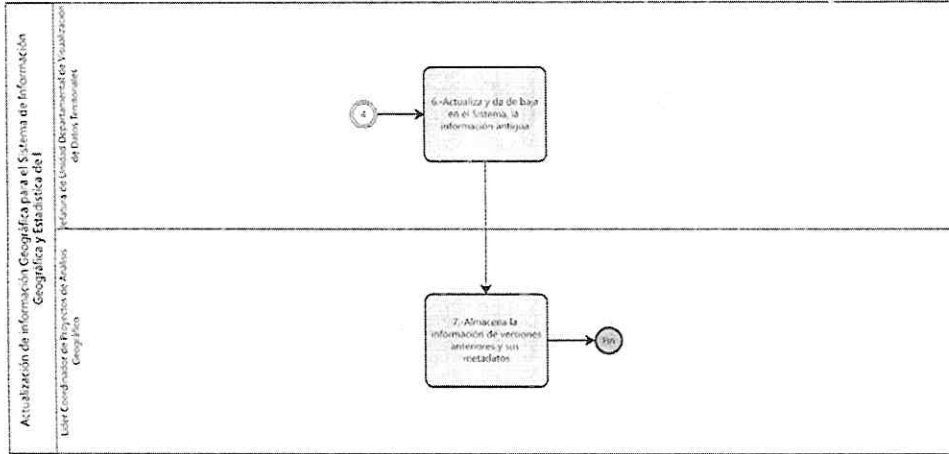 Actualización de información Geográfica para el Sistema de Información
Geográfica y Estadística de l
Jefatura de Unidad Departamental de Visualización
de Datos Territoriales
4
6.-Actualiza y da de baja
en el Sistema, la
información antigua
Lider Coordinador de Proyectos de Análisis
Geográfico
7.-Almacena la
información de versiones
anteriores y sus
metadatos
Fin